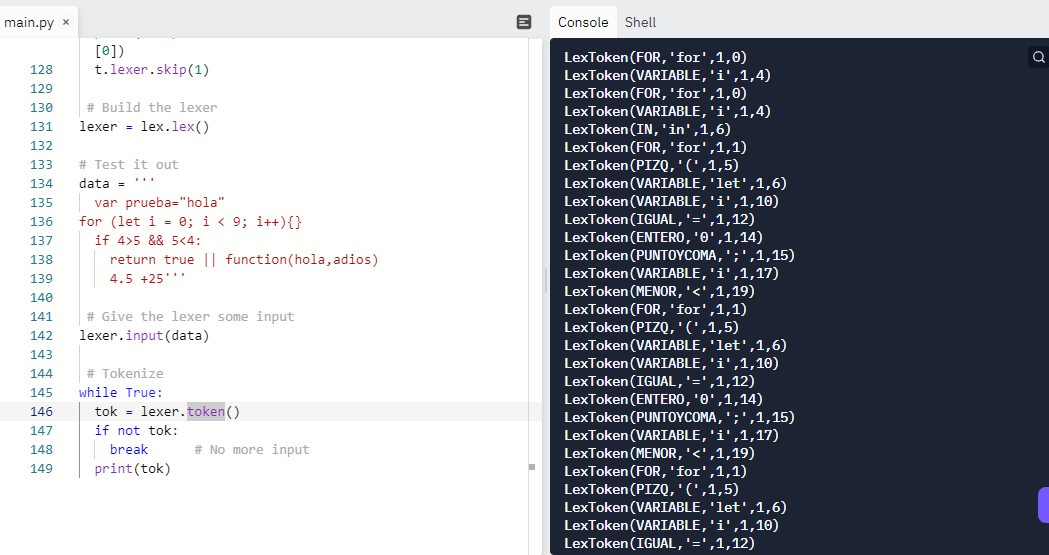 main.py ×
[0])
128 t.lexer.skip(1)
129
130 # Build the lexer
131 lexer = lex.lex()
132
133 # Test it out
134 data = '''
135 var prueba="hola"
136 for (let i = 0; i < 9; i++){}
137 if 4>5 && 5<4:
138 return true || function(hola,adios)
139 4.5 +25'''
140
141 # Give the lexer some input
142 lexer.input(data)
143
144 # Tokenize
145 while True:
146 tok = lexer.token()
147 if not tok:
148 break # No more input
149 print(tok)
Console Shell
LexToken(FOR,'for',1,0)
LexToken(VARIABLE,'i',1,4)
LexToken(FOR,'for',1,0)
LexToken(VARIABLE,'i',1,4)
LexToken(IN,'in',1,6)
LexToken(FOR,'for',1,1)
LexToken(PIZQ,'(',1,5)
LexToken(VARIABLE,'let',1,6)
LexToken(VARIABLE,'i',1,10)
LexToken(IGUAL,'=',1,12)
LexToken(ENTERO,'0',1,14)
LexToken(PUNTOYCOMA,';',1,15)
LexToken(VARIABLE,'i',1,17)
LexToken(MENOR,'<',1,19)
LexToken(FOR,'for',1,1)
LexToken(PIZQ,'(',1,5)
LexToken(VARIABLE,'let',1,6)
LexToken(VARIABLE,'i',1,10)
LexToken(IGUAL,'=',1,12)
LexToken(ENTERO,'0',1,14)
LexToken(PUNTOYCOMA,';',1,15)
LexToken(VARIABLE,'i',1,17)
LexToken(MENOR,'<',1,19)
LexToken(FOR,'for',1,1)
LexToken(PIZQ,'(',1,5)
LexToken(VARIABLE,'let',1,6)
LexToken(VARIABLE,'i',1,10)
LexToken(IGUAL,'=',1,12)